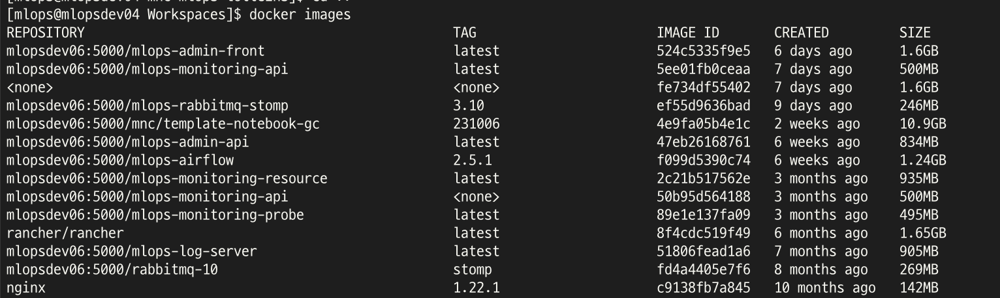 [mlops@mlopsdev04 Workspaces]$ docker images
REPOSITORY TAG IMAGE ID CREATED SIZE
mlopsdev06:5000/mlops-admin-front latest 524c5335f9e5 6 days ago 1.6GB
mlopsdev06:5000/mlops-monitoring-api latest 5ee01fb0ceaa 7 days ago 500MB
<none> <none> fe734df55402 7 days ago 1.6GB
mlopsdev06:5000/mlops-rabbitmq-stomp 3.10 ef55d9636bad 9 days ago 246MB
mlopsdev06:5000/mnc/template-notebook-gc 231006 4e9fa05b4e1c 2 weeks ago 10.9GB
mlopsdev06:5000/mlops-admin-api latest 47eb26168761 6 weeks ago 834MB
mlopsdev06:5000/mlops-airflow 2.5.1 f099d5390c74 6 weeks ago 1.24GB
mlopsdev06:5000/mlops-monitoring-resource latest 2c21b517562e 3 months ago 935MB
mlopsdev06:5000/mlops-monitoring-api <none> 50b95d564188 3 months ago 500MB
mlopsdev06:5000/mlops-monitoring-probe latest 89e1e137fa09 3 months ago 495MB
rancher/rancher latest 8f4cdc519f49 6 months ago 1.65GB
mlopsdev06:5000/mlops-log-server latest 51806fead1a6 7 months ago 905MB
mlopsdev06:5000/rabbitmq-10 stomp fd4a4405e7f6 8 months ago 269MB
nginx 1.22.1 c9138fb7a845 10 months ago 142MB